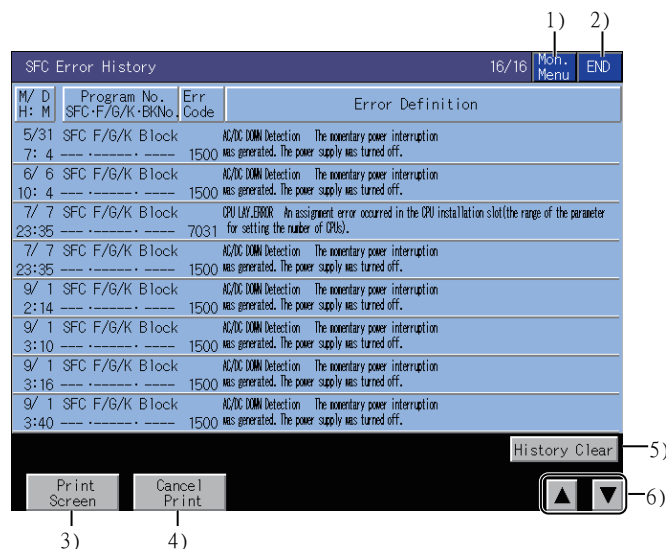 1) 2)
SFC Error History 16/16 Mon. Menu END
M/ D Program No. Err Error Definition
H: M SFC·F/G/K·BKNo. Code
5/31 SFC F/G/K Block AC/DC DOWN Detection The momentary power interruption
7: 4 --- ·-----· ---- 1500 was generated. The power supply was turned off.
6/ 6 SFC F/G/K Block AC/DC DOWN Detection The momentary power interruption
10: 4 --- ·-----· ---- 1500 was generated. The power supply was turned off.
7/ 7 SFC F/G/K Block CPU LAY.ERROR An assignment error occurred in the CPU installation slot(the range of the parameter
23:35 --- ·-----· ---- 7031 for setting the number of CPUs).
7/ 7 SFC F/G/K Block AC/DC DOWN Detection The momentary power interruption
23:35 --- ·-----· ---- 1500 was generated. The power supply was turned off.
9/ 1 SFC F/G/K Block AC/DC DOWN Detection The momentary power interruption
2:14 --- ·-----· ---- 1500 was generated. The power supply was turned off.
9/ 1 SFC F/G/K Block AC/DC DOWN Detection The momentary power interruption
3:10 --- ·-----· ---- 1500 was generated. The power supply was turned off.
9/ 1 SFC F/G/K Block AC/DC DOWN Detection The momentary power interruption
3:16 --- ·-----· ---- 1500 was generated. The power supply was turned off.
9/ 1 SFC F/G/K Block AC/DC DOWN Detection The momentary power interruption
3:40 --- ·-----· ---- 1500 was generated. The power supply was turned off.
History Clear 5)
Print Cancel
Screen Print ▲ ▼ 6)
3) 4)